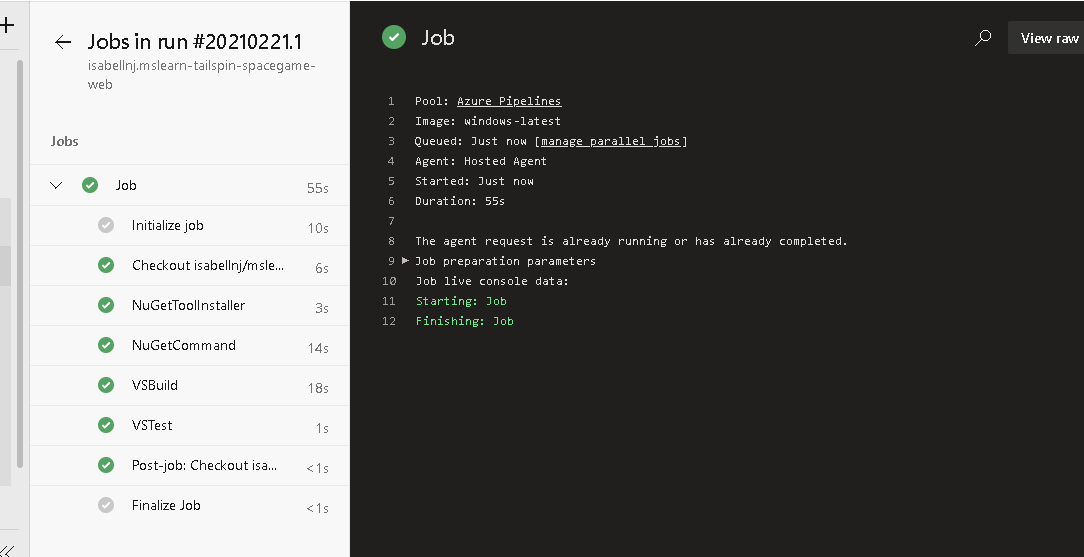 Jobs in run #20210221.1
isabellnj.mslearn-tailspin-spacegame-
web
Jobs
Job 55s
Initialize job 10s
Checkout isabellnj/msle... 6s
NuGetToolInstaller 3s
NuGetCommand 14s
VSBuild 18s
VSTest 1s
Post-job: Checkout isa... <1s
Finalize Job <1s
Job
View raw
1 Pool: Azure Pipelines
2 Image: windows-latest
3 Queued: Just now [manage parallel jobs]
4 Agent: Hosted Agent
5 Started: Just now
6 Duration: 55s
7
8 The agent request is already running or has already completed.
9 Job preparation parameters
10 Job live console data:
11 Starting: Job
12 Finishing: Job